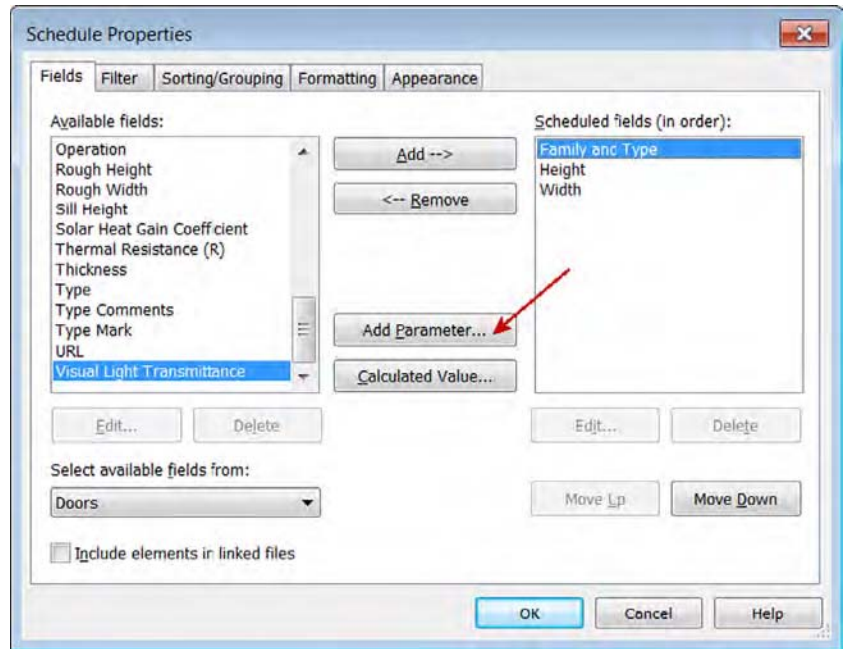 Schedule Properties
Fields Filter Sorting/Grouping Formatting Appearance
Available fields:
Operation
Rough Height
Rough Width
Sill Height
Solar Heat Gain Coefficient
Thermal Resistance (R)
Thickness
Type
Type Comments
Type Mark
URL
Visual Light Transmittance
Add -->
<-- Remove
Add Parameter...
Calculated Value...
Scheduled fields (in order):
Family and Type
Height
Width
Edit... Delete
Edit... Delete
Select available fields from:
Doors
Move Up Move Down
Include elements in linked files
OK Cancel Help